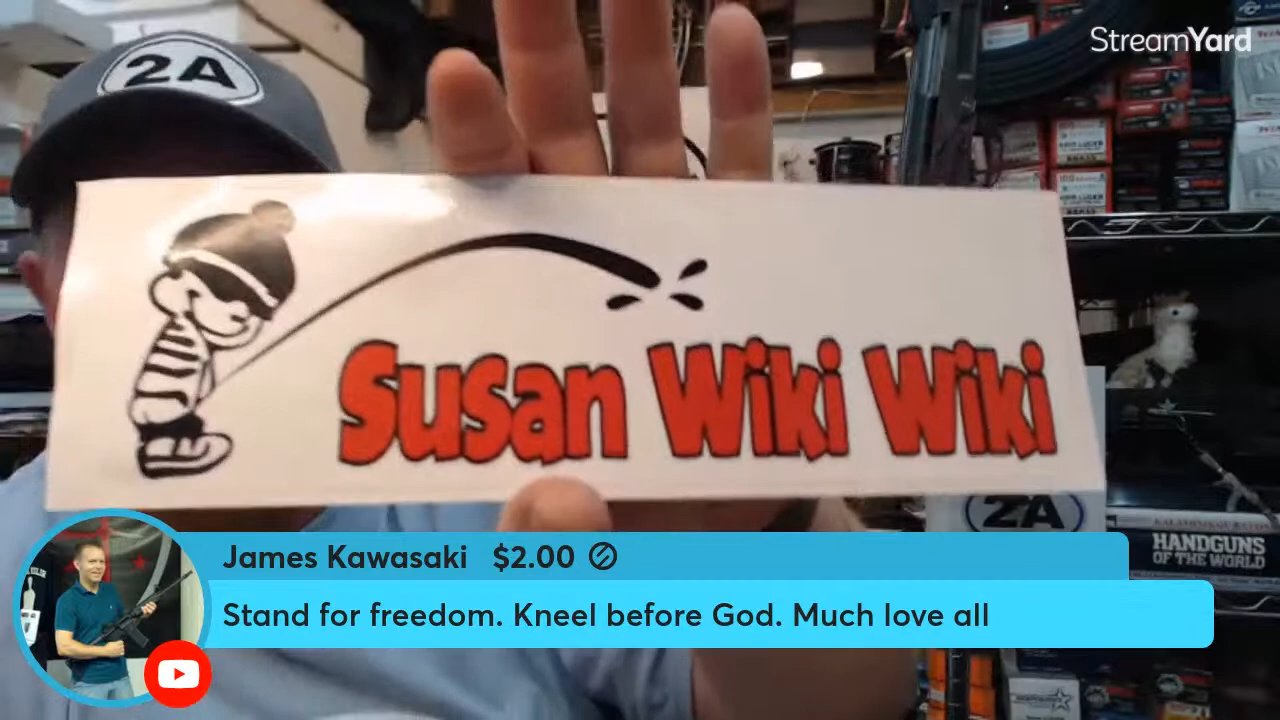 StreamYard
2A
Susan Wiki Wiki
2A
HANDGUNS
OF THE WORLD
James Kawasaki $2.00
Stand for freedom. Kneel before God. Much love all